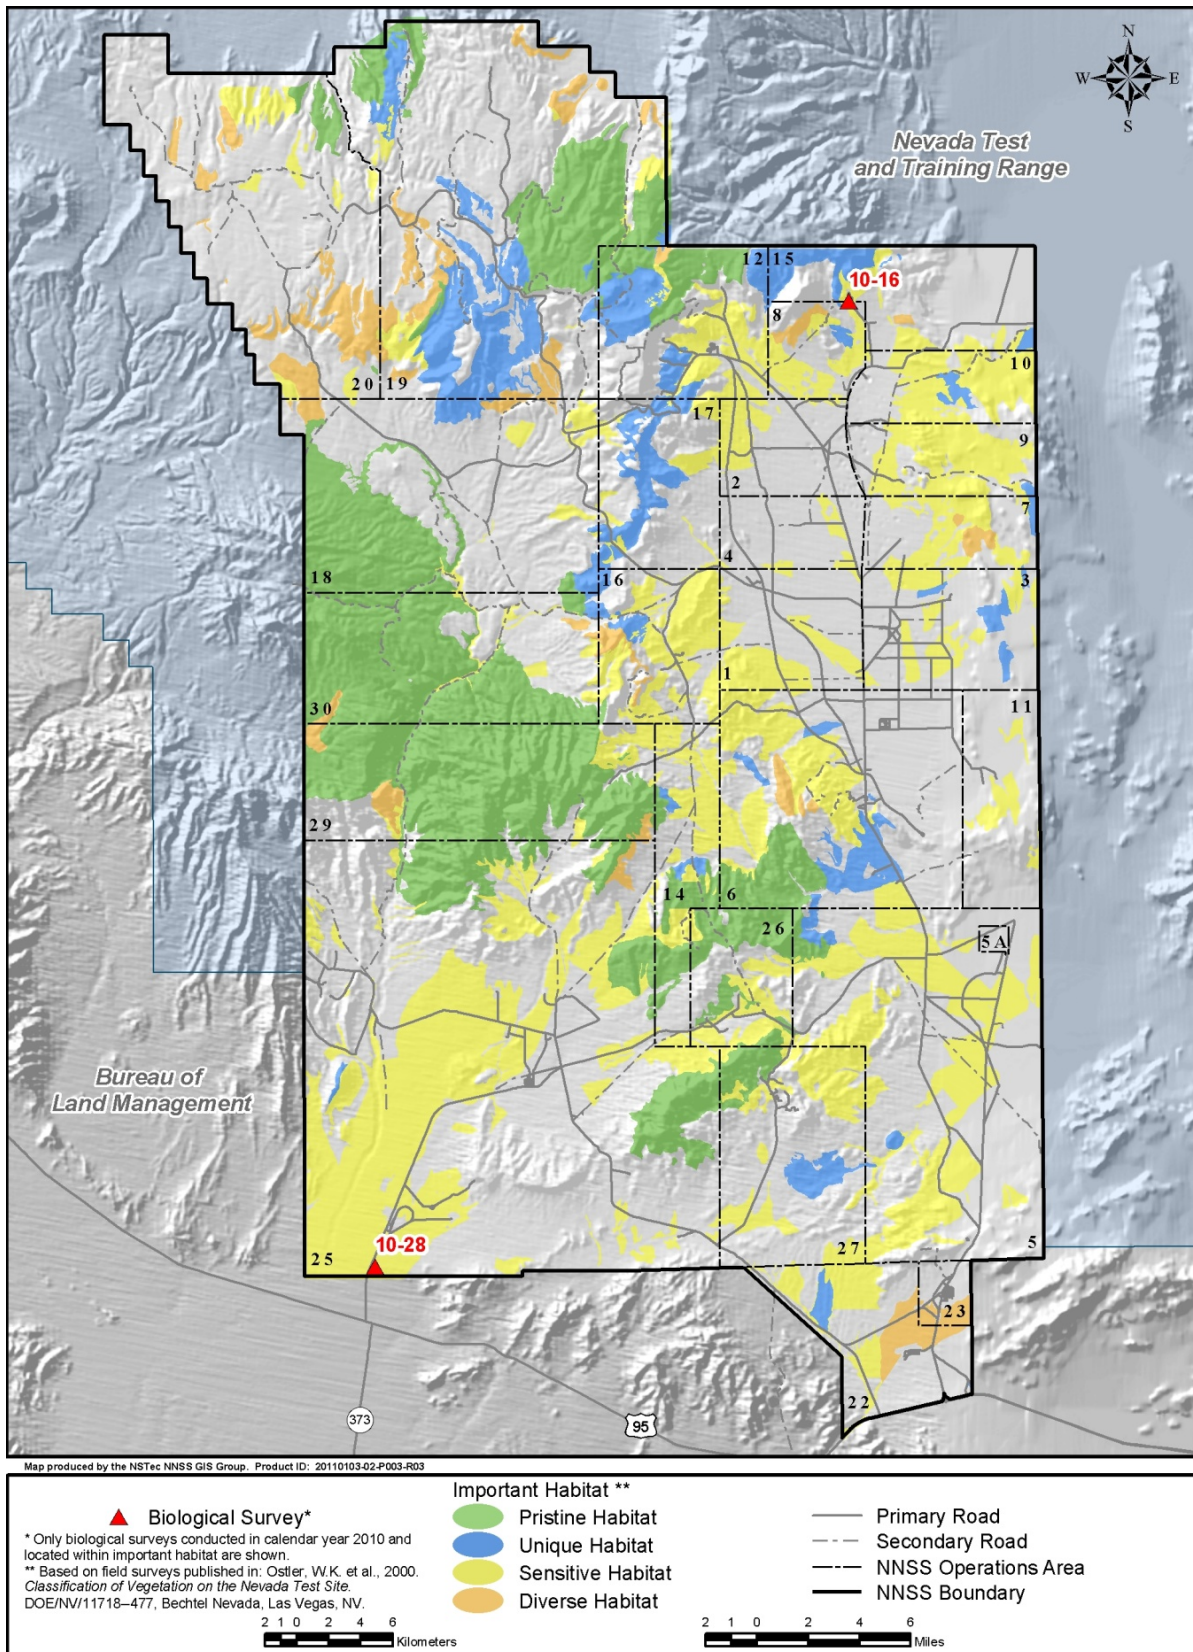 N
W E
S
Nevada Test
and Training Range
12 15
10-16
8
10
20 19
17
9
2
7
18
16
4
3
1
30
11
29
14
6
26
5A
Bureau of
Land Management
10-28
25
27
5
23
22
373
95
Map produced by the NSTec NNSS GIS Group. Product ID: 20110103-02-P003-R03
Biological Survey*
* Only biological surveys conducted in calendar year 2010 and
located within important habitat are shown.
** Based on field surveys published in: Ostler, W.K. et al., 2000.
Classification of Vegetation on the Nevada Test Site.
DOE/NV/11718--477, Bechtel Nevada, Las Vegas, NV.
Important Habitat **
Pristine Habitat
Unique Habitat
Sensitive Habitat
Diverse Habitat
Primary Road
Secondary Road
NNSS Operations Area
NNSS Boundary
2 1 0 2 4 6
Kilometers
2 0 2 4 6
Miles